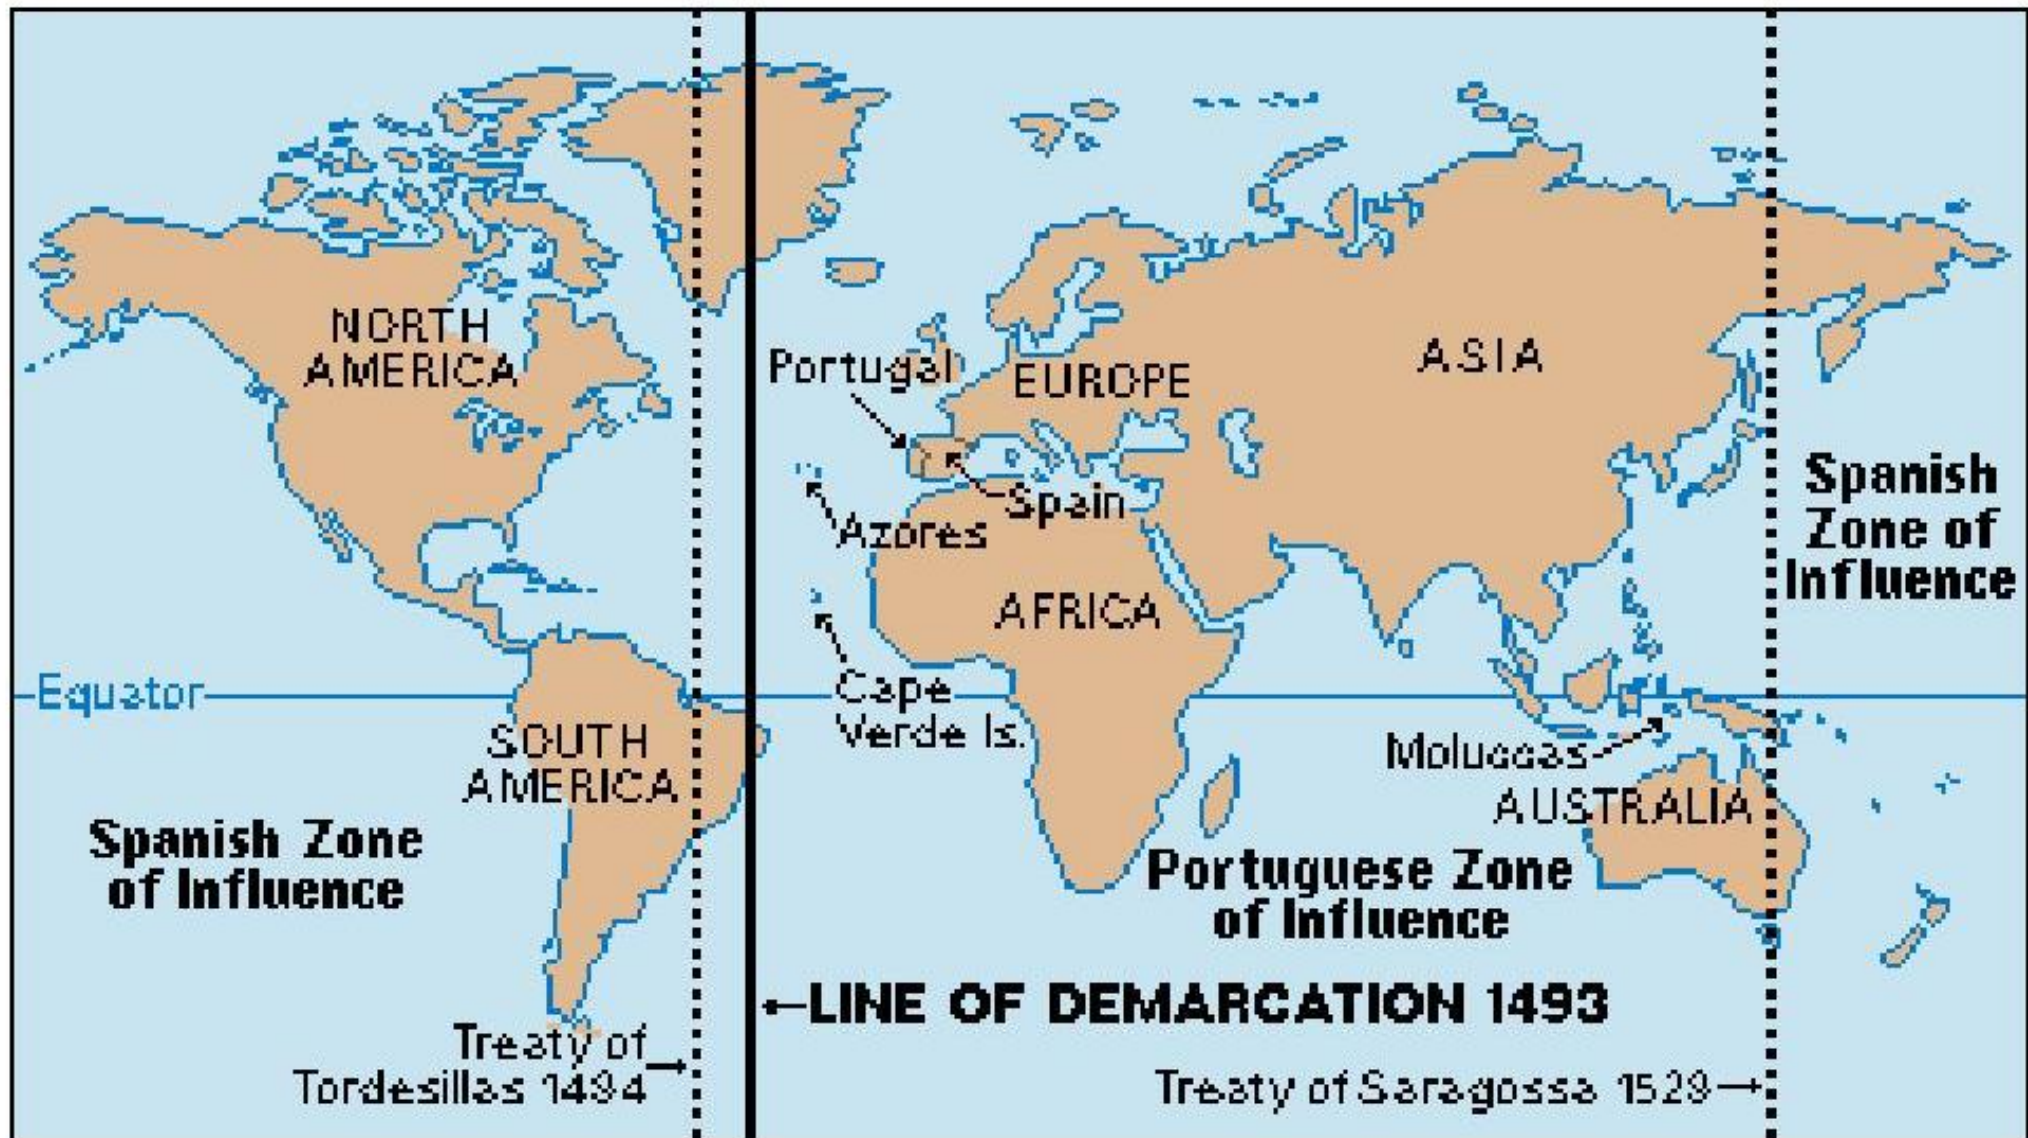 NORTH
AMERICA
Portugal
EUROPE
ASIA
Spain
Azores
Spanish
Zone of
Influence
AFRICA
Equator
Cape
Verde Is.
SOUTH
AMERICA
Moluccas
AUSTRALIA
Spanish Zone
of Influence
Portuguese Zone
of Influence
LINE OF DEMARCATION 1493
Treaty of
Tordesillas 1494
Treaty of Saragossa 1529